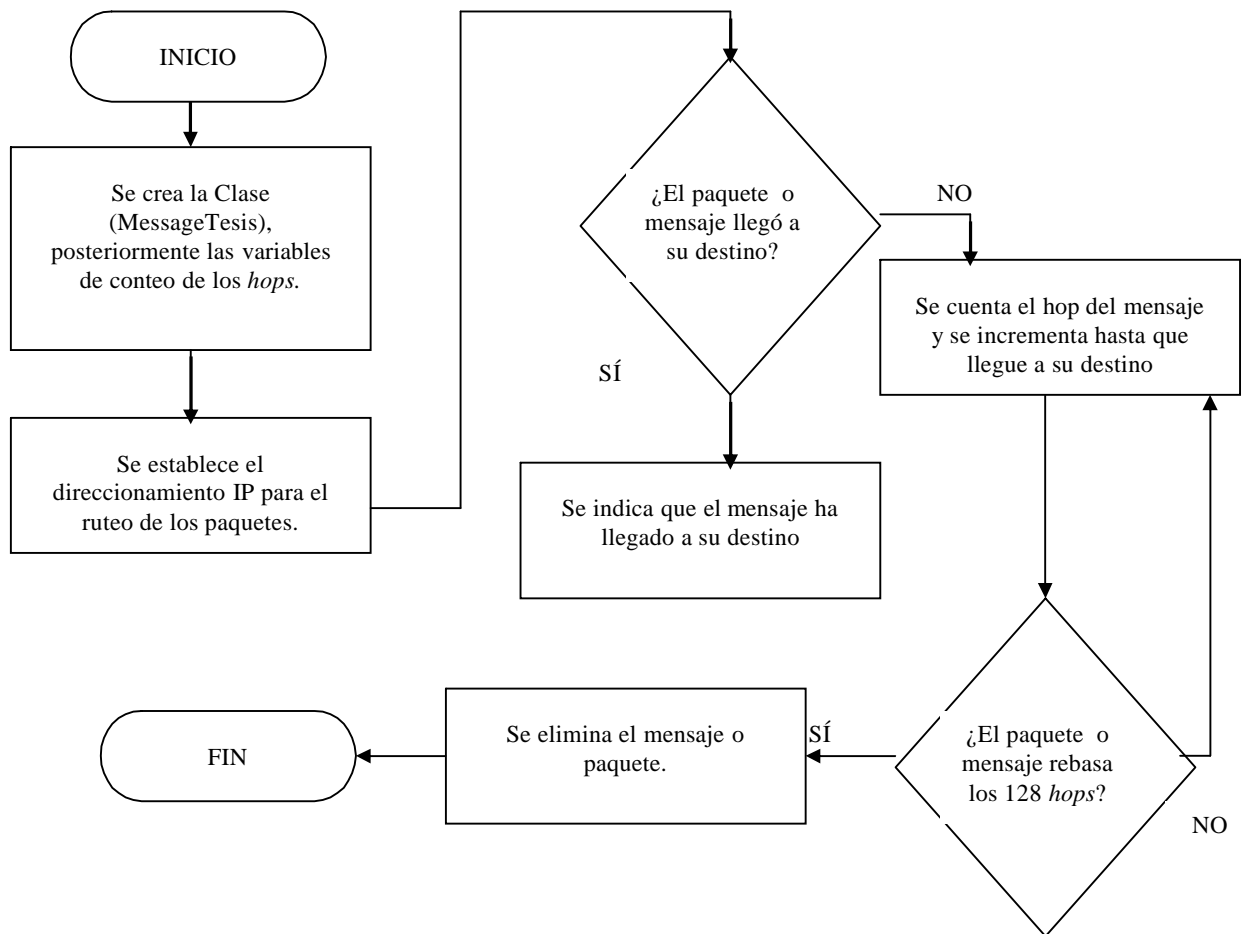 INICIO
Se crea la Clase
(MessageTesis),
posteriormente las variables
de conteo de los hops.
Se establece el
direccionamiento IP para el
ruteo de los paquetes.
¿El paquete o
mensaje llegó a
su destino?
NO
Se cuenta el hop del mensaje
y se incrementa hasta que
llegue a su destino
SÍ
Se indica que el mensaje ha
llegado a su destino
¿El paquete o
mensaje rebasa
los 128 hops?
NO
SÍ
Se elimina el mensaje o
paquete.
FIN